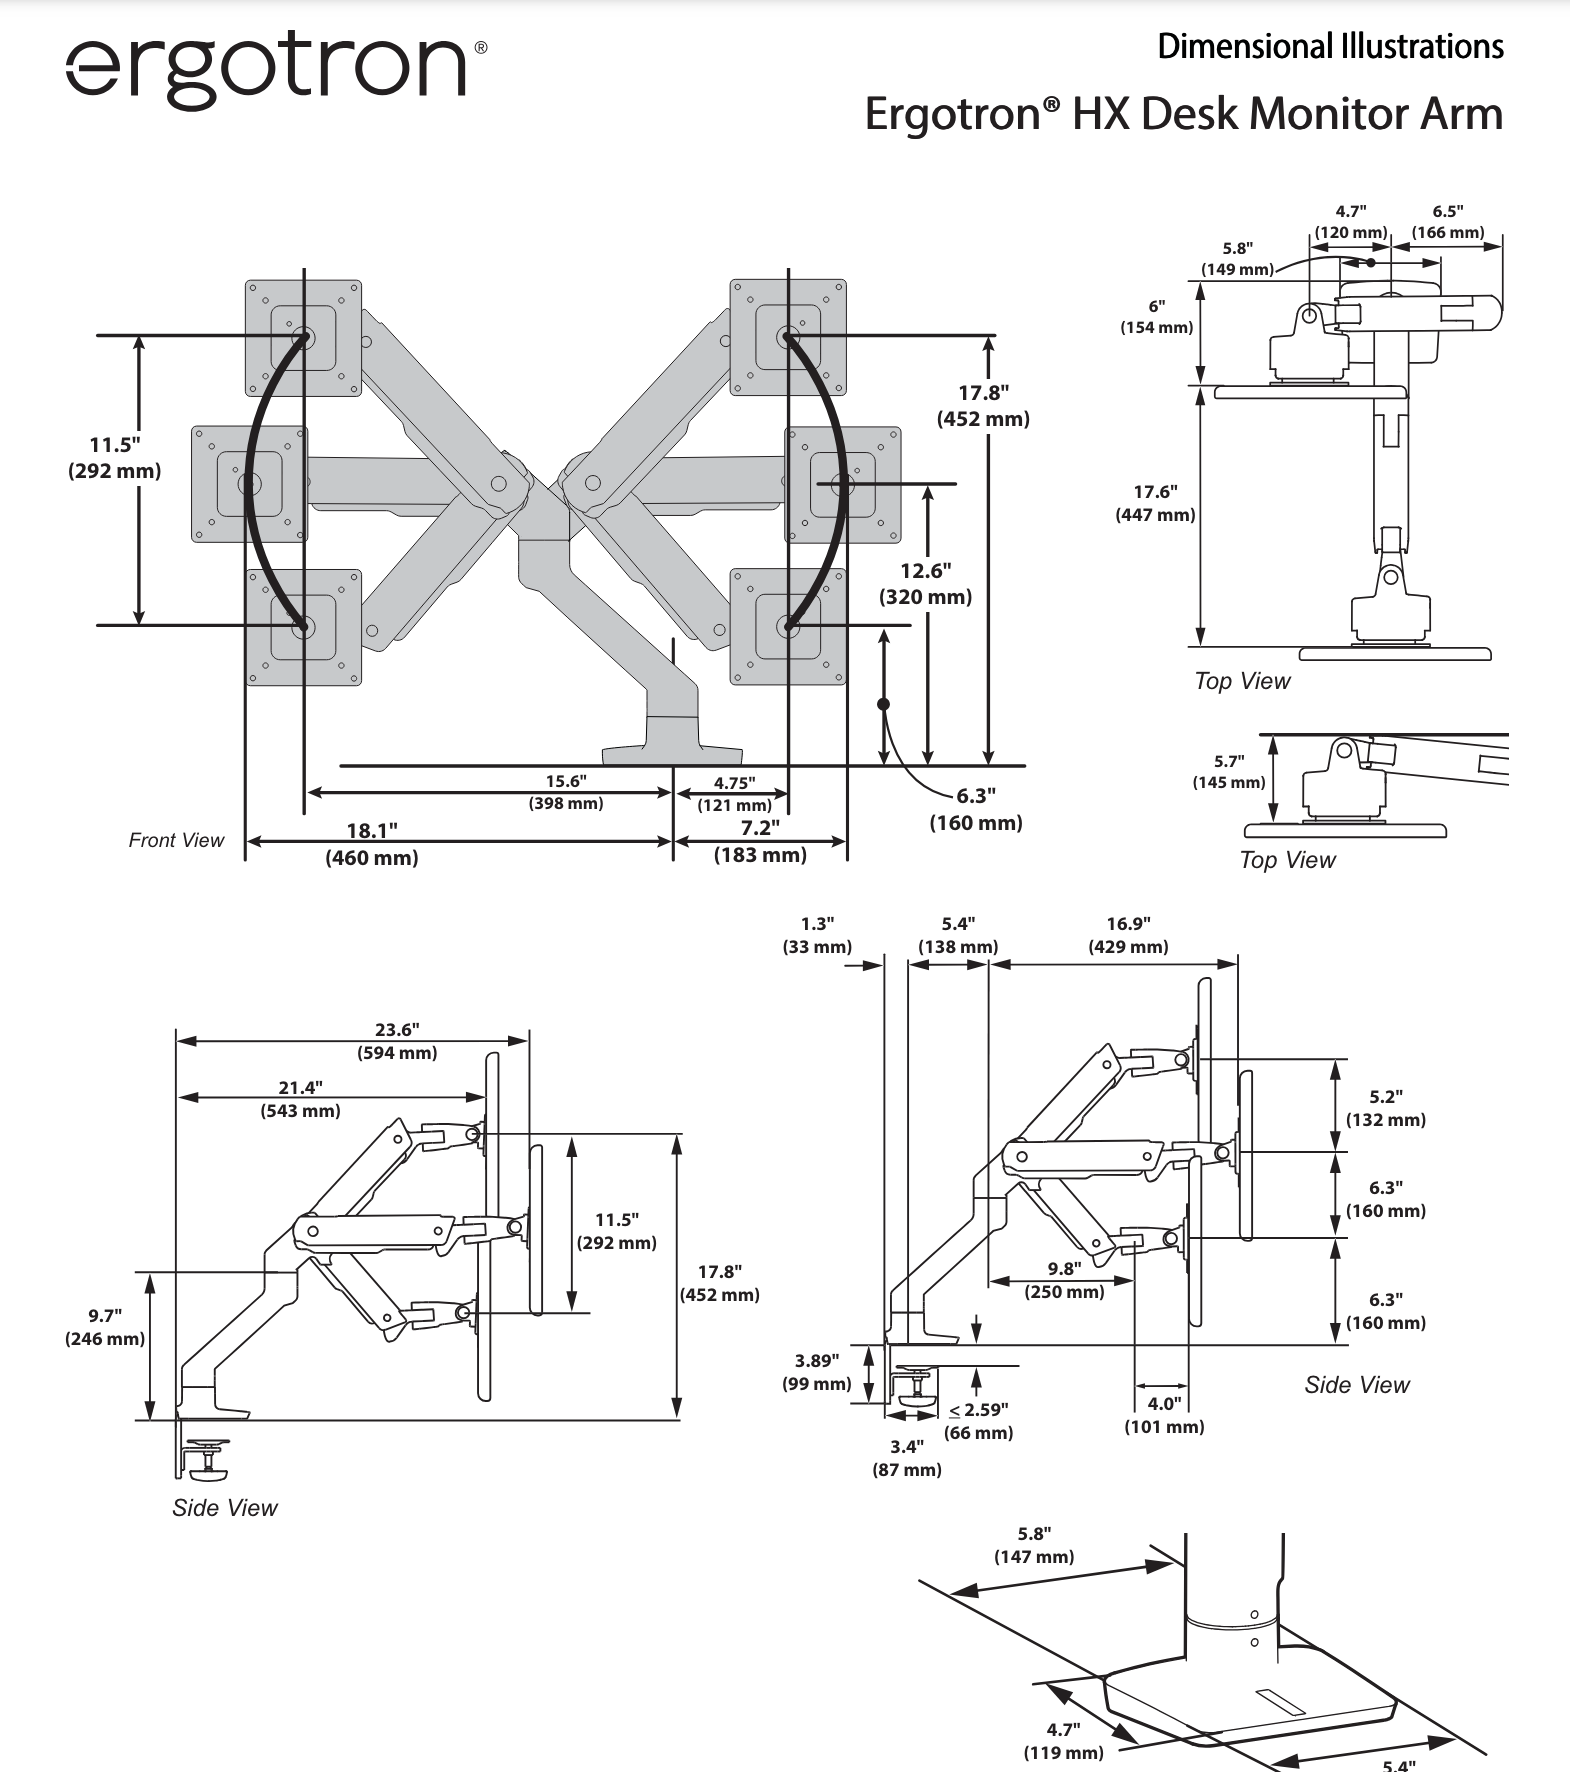 ergotron®
Dimensional Illustrations
Ergotron® HX Desk Monitor Arm
11.5"
(292 mm)
17.8"
(452 mm)
12.6"
(320 mm)
6.3"
(160 mm)
15.6"
(398 mm)
4.75"
(121 mm)
18.1"
(460 mm)
7.2"
(183 mm)
Front View
4.7"
(120 mm)
6.5"
(166 mm)
5.8"
(149 mm)
6"
(154 mm)
17.6"
(447 mm)
Top View
5.7"
(145 mm)
Top View
23.6"
(594 mm)
21.4"
(543 mm)
11.5"
(292 mm)
17.8"
(452 mm)
9.7"
(246 mm)
Side View
1.3"
(33 mm)
5.4"
(138 mm)
16.9"
(429 mm)
5.2"
(132 mm)
6.3"
(160 mm)
9.8"
(250 mm)
6.3"
(160 mm)
3.89"
(99 mm)
≤ 2.59"
(66 mm)
3.4"
(87 mm)
4.0"
(101 mm)
Side View
5.8"
(147 mm)
4.7"
(119 mm)
5.4"